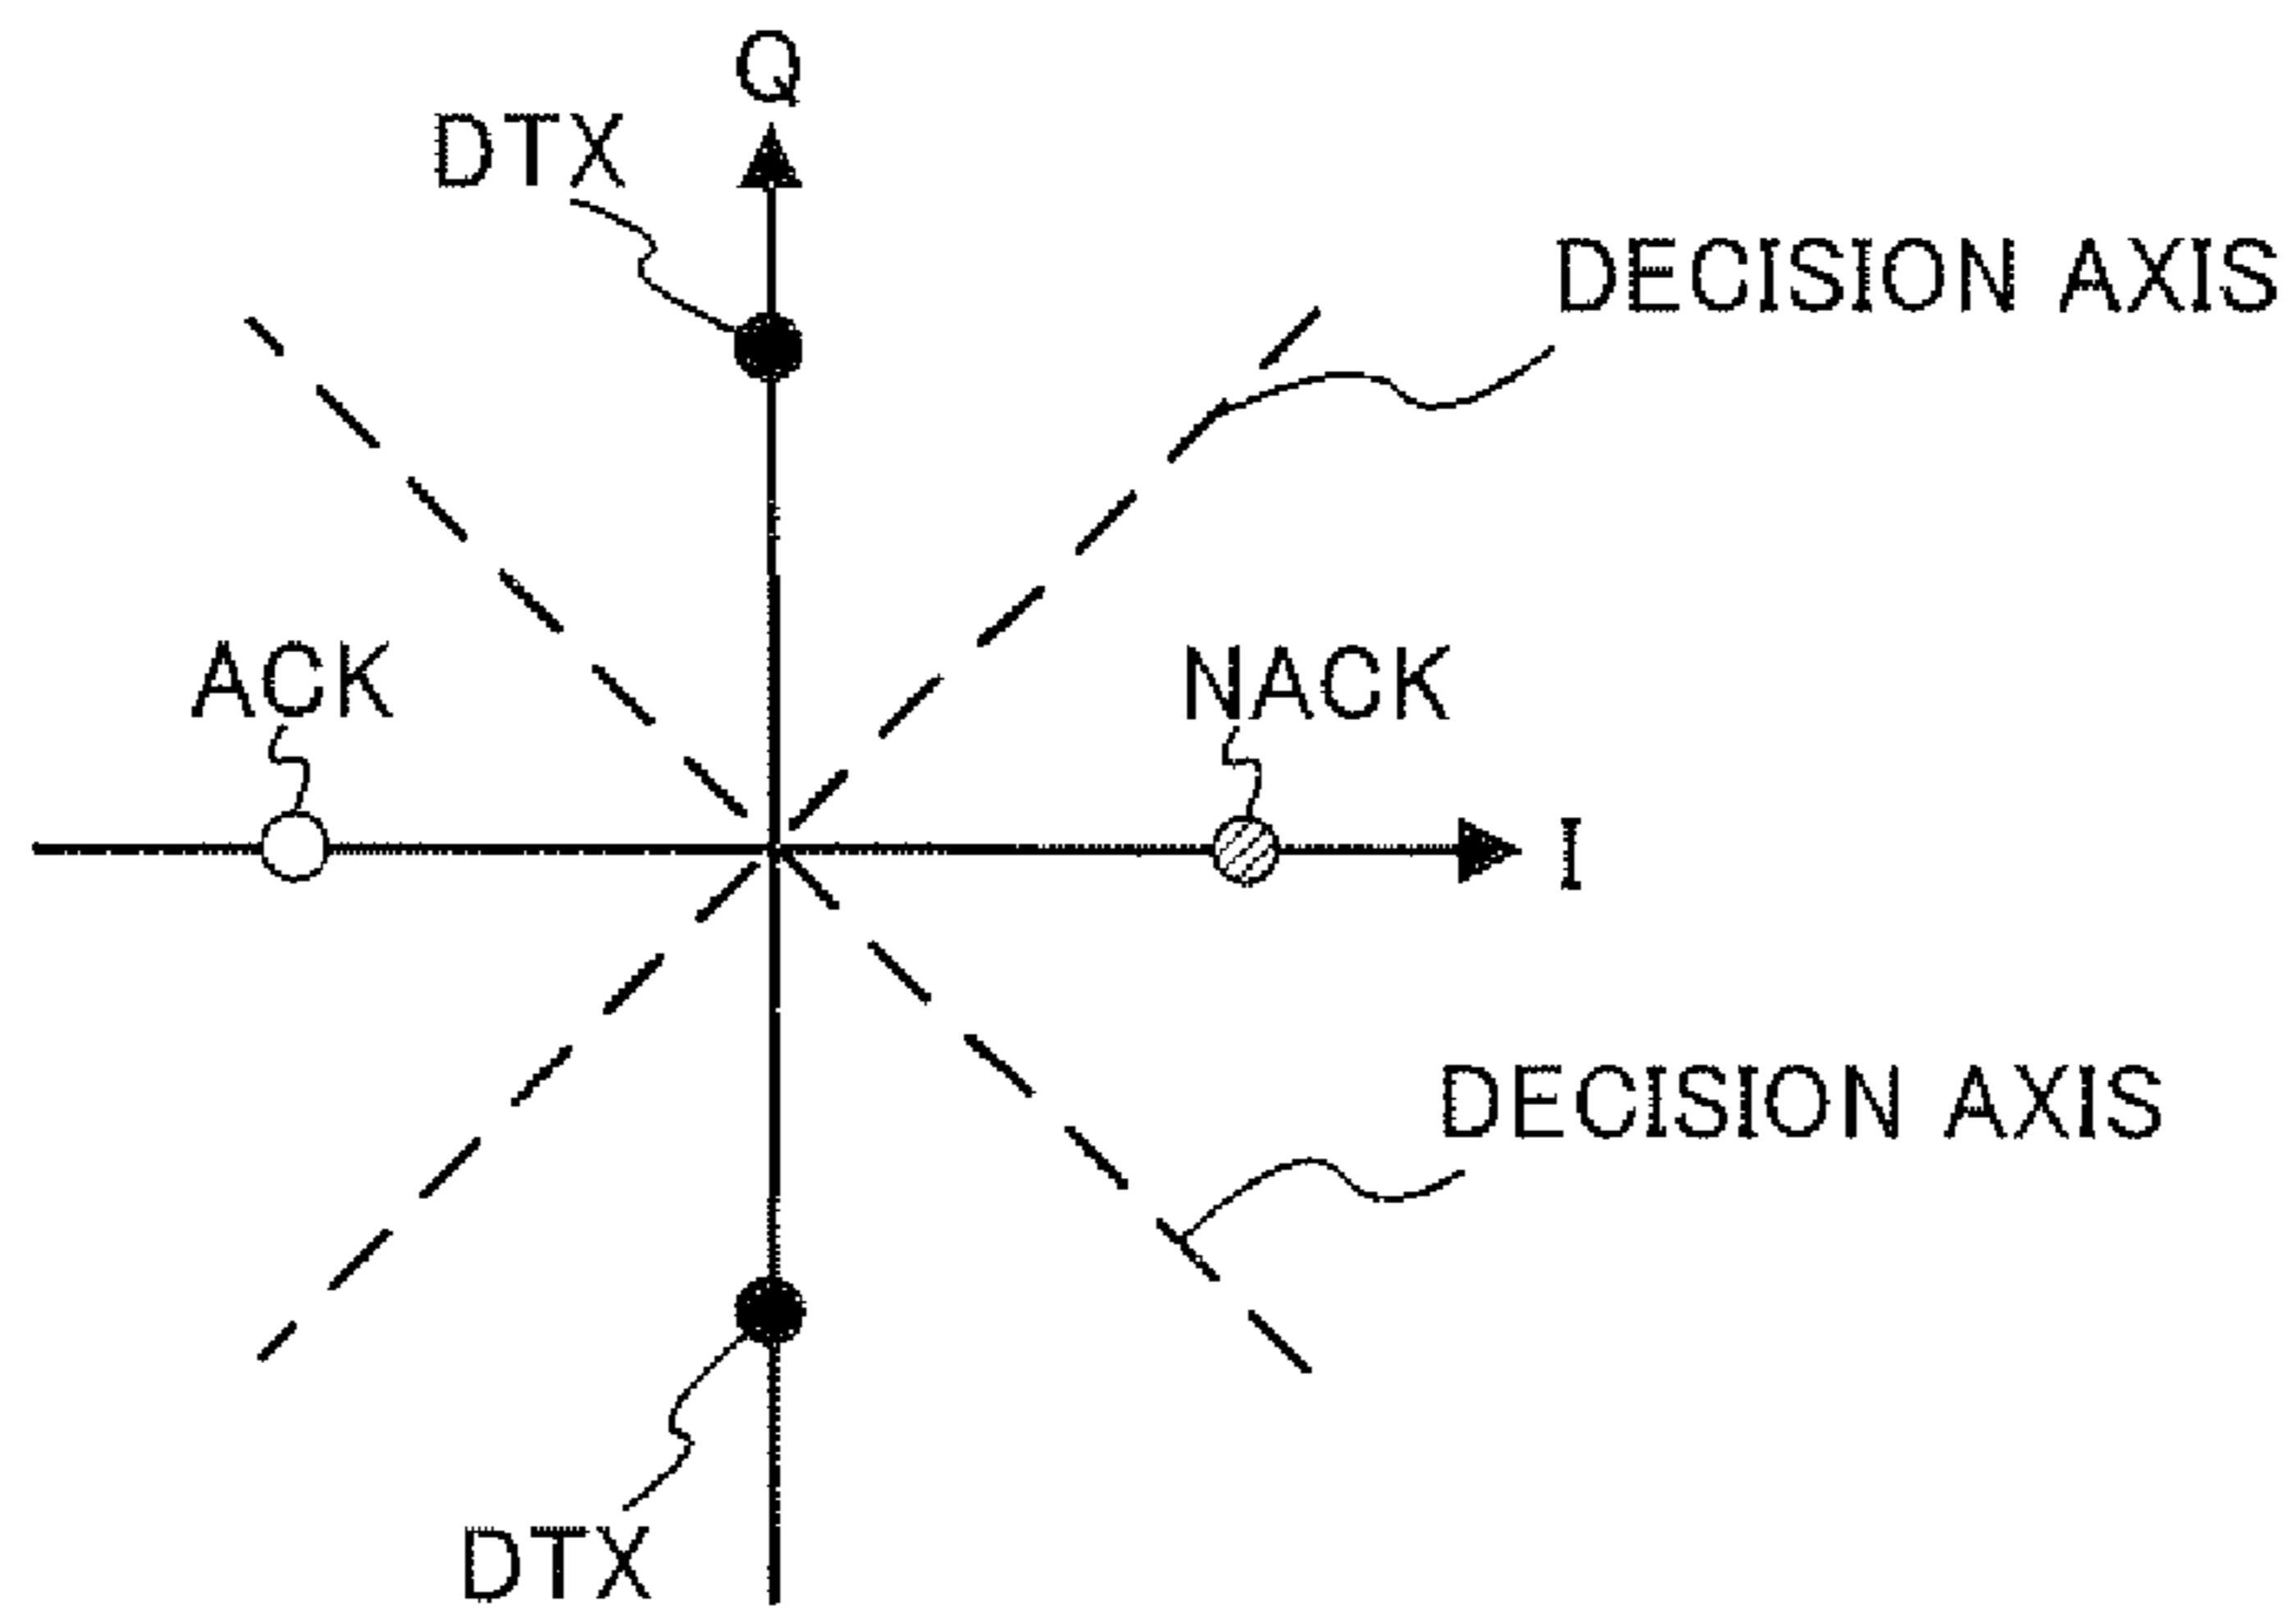 Q
DTX
DECISION AXIS
ACK
NACK
I
DECISION AXIS
DTX